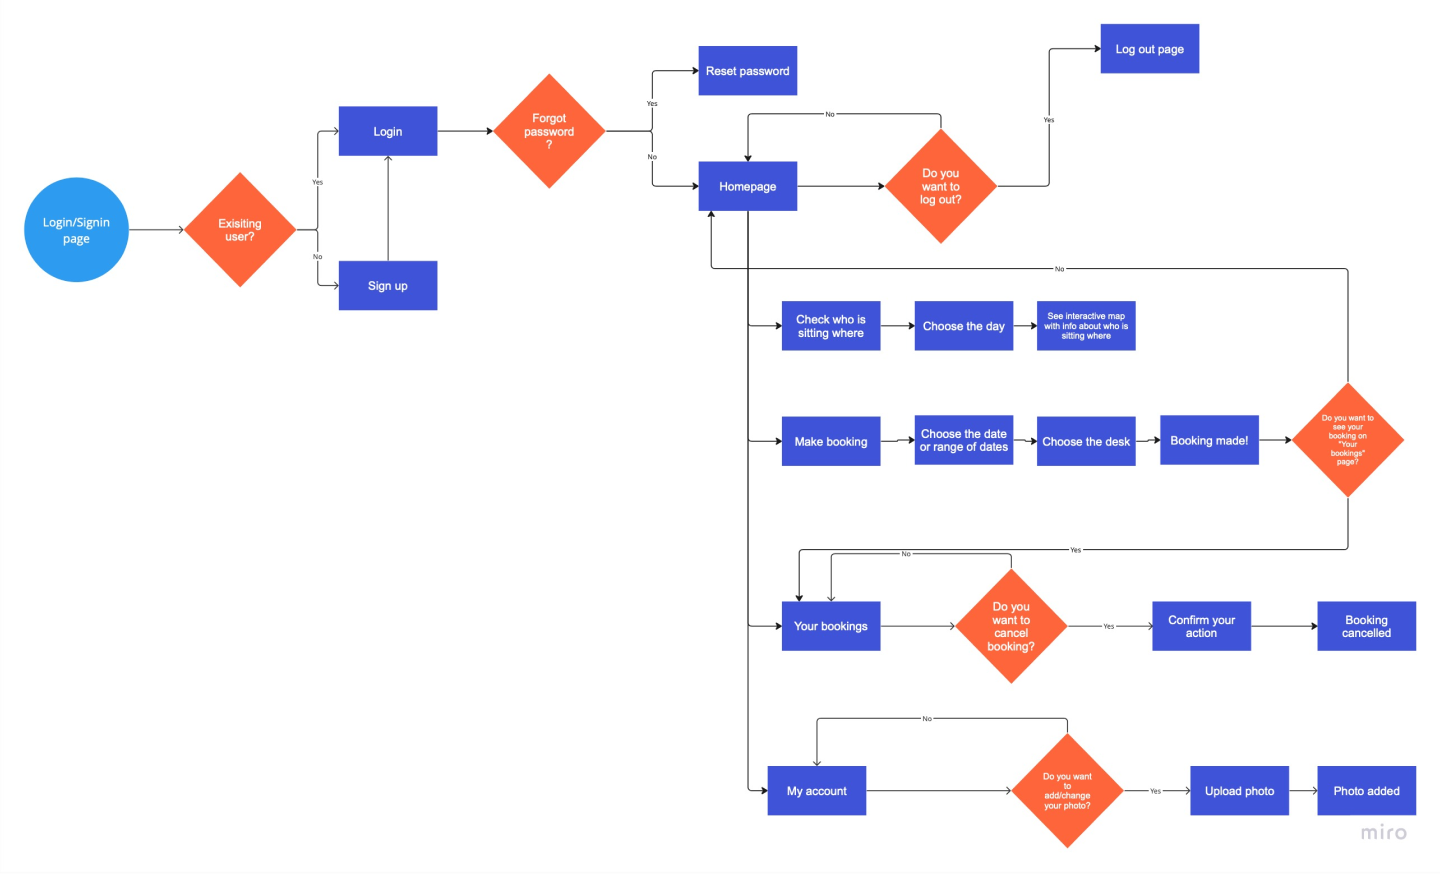 Log out page
Reset password
Yes
Forgot
password
?
No
Yes
Login
No
Homepage
Do you
want to
log out?
Yes
Login/Signin
page
Exisiting
user?
No
Sign up
No
Check who is
sitting where
Choose the day
See interactive map
with info about who is
sitting where
Make booking
Choose the date
or range of dates
Choose the desk
Booking made!
Do you want to
see your
booking on
"Your
bookings"
page?
Yes
No
Your bookings
Do you
want to
cancel
booking?
Yes
Confirm your
action
Booking
cancelled
No
My account
Do you want
to
add/change
your photo?
Yes
Upload photo
Photo added
miro